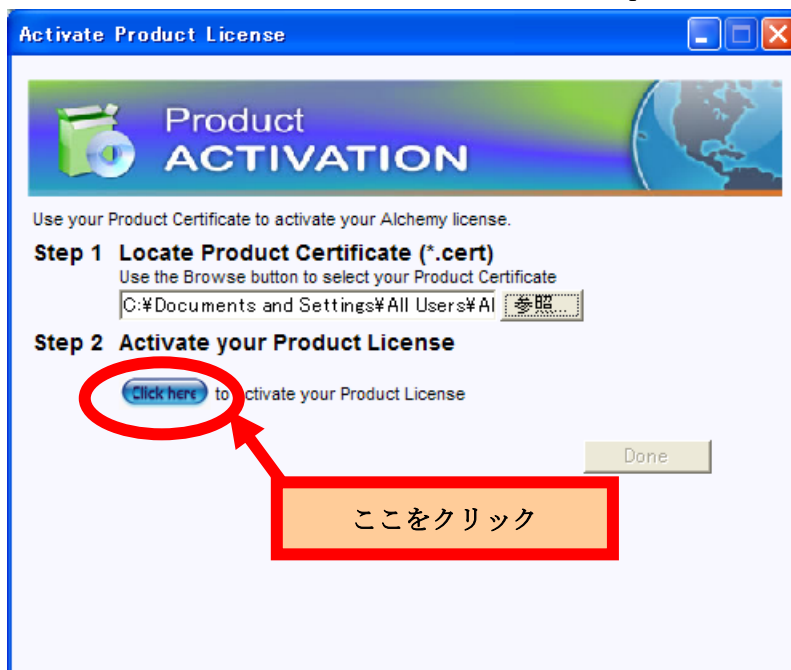 Activate Product License
Product
ACTIVATION
Use your Product Certificate to activate your Alchemy license.
Step 1 Locate Product Certificate (*.cert)
Use the Browse button to select your Product Certificate
C:¥Documents and Settings¥All Users¥Al 参照...
Step 2 Activate your Product License
Click here to activate your Product License
Done
ここをクリック